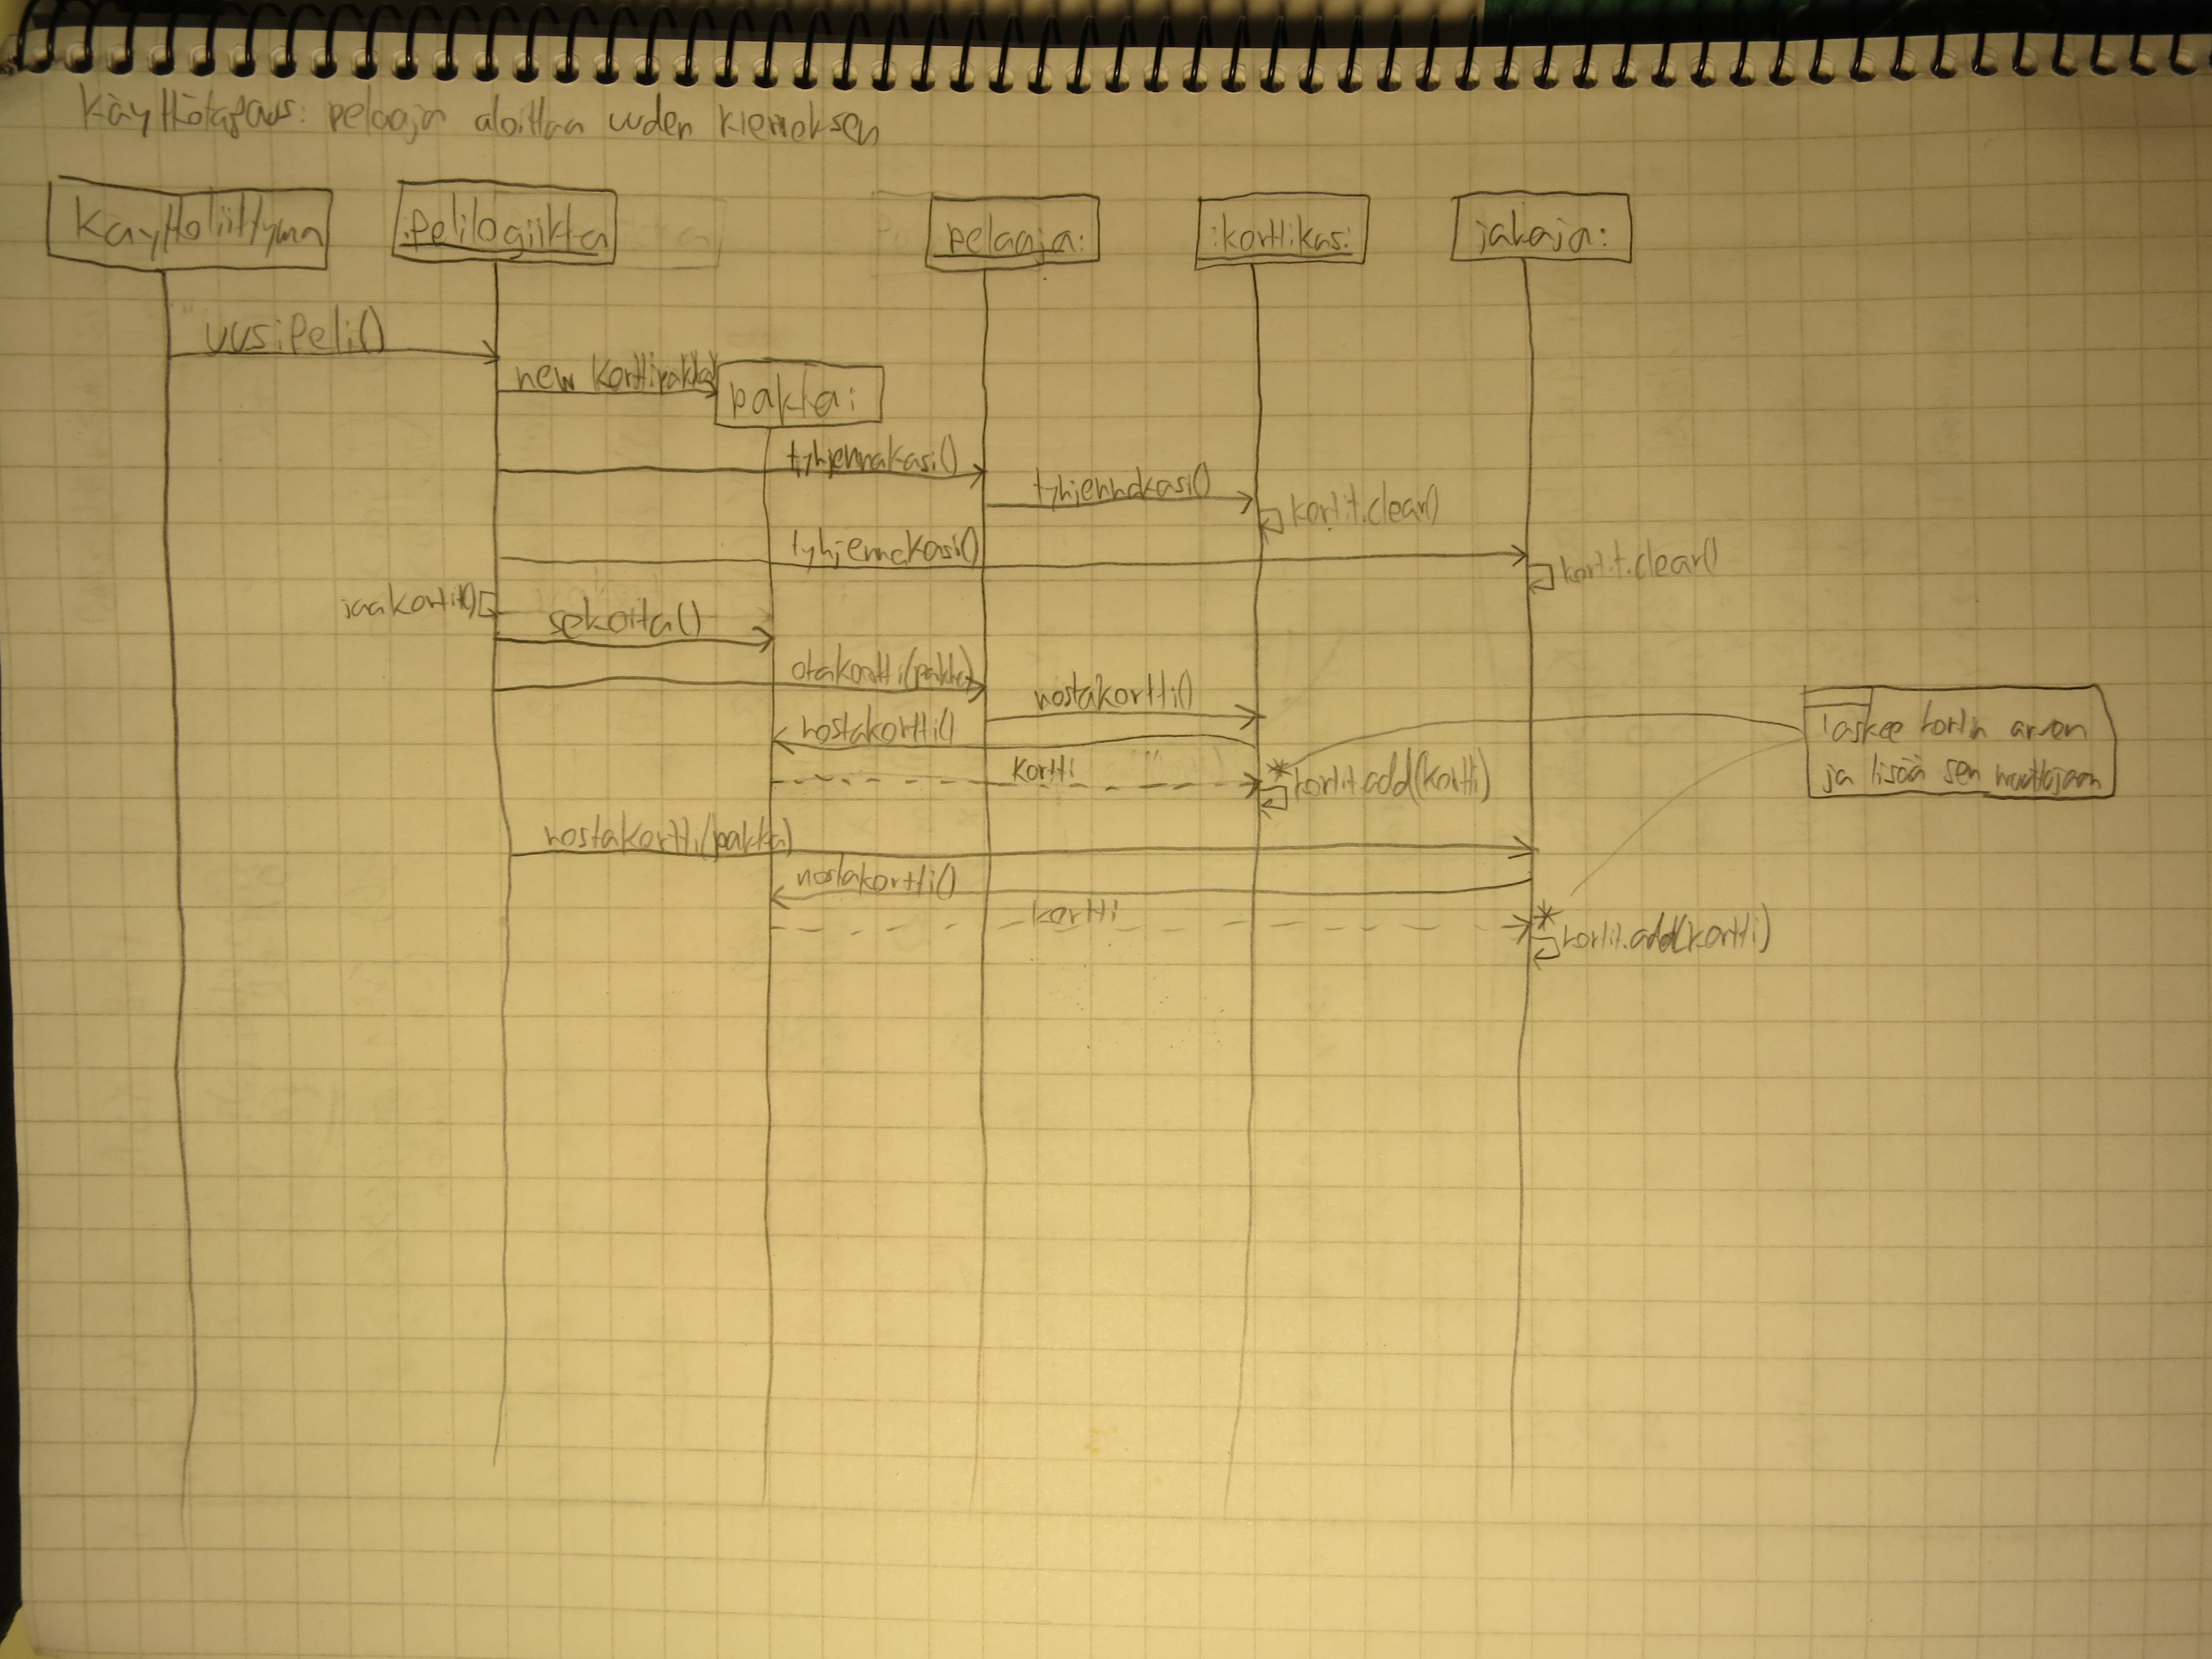 Käyttötapaus: pelaaja aloittaa uuden kierroksen
Käyttöliittymä
:pelilogiikka
pelaaja:
:korttikasi
jakaja:
uusiPeli()
new Korttipakka()
pakka:
tyhjennakasi()
tyhjennakasi()
kortit.clear()
tyhjennakasi()
kortit.clear()
jaakortit()
sekoita()
otakortti(pakka)
nostakortti()
nostakortti()
kortti
*
kortit.add(kortti)
laskee kortin arvon
ja lisää sen muuttujaan
nostakortti(pakka)
nostakortti()
kortti
*
kortit.add(kortti)